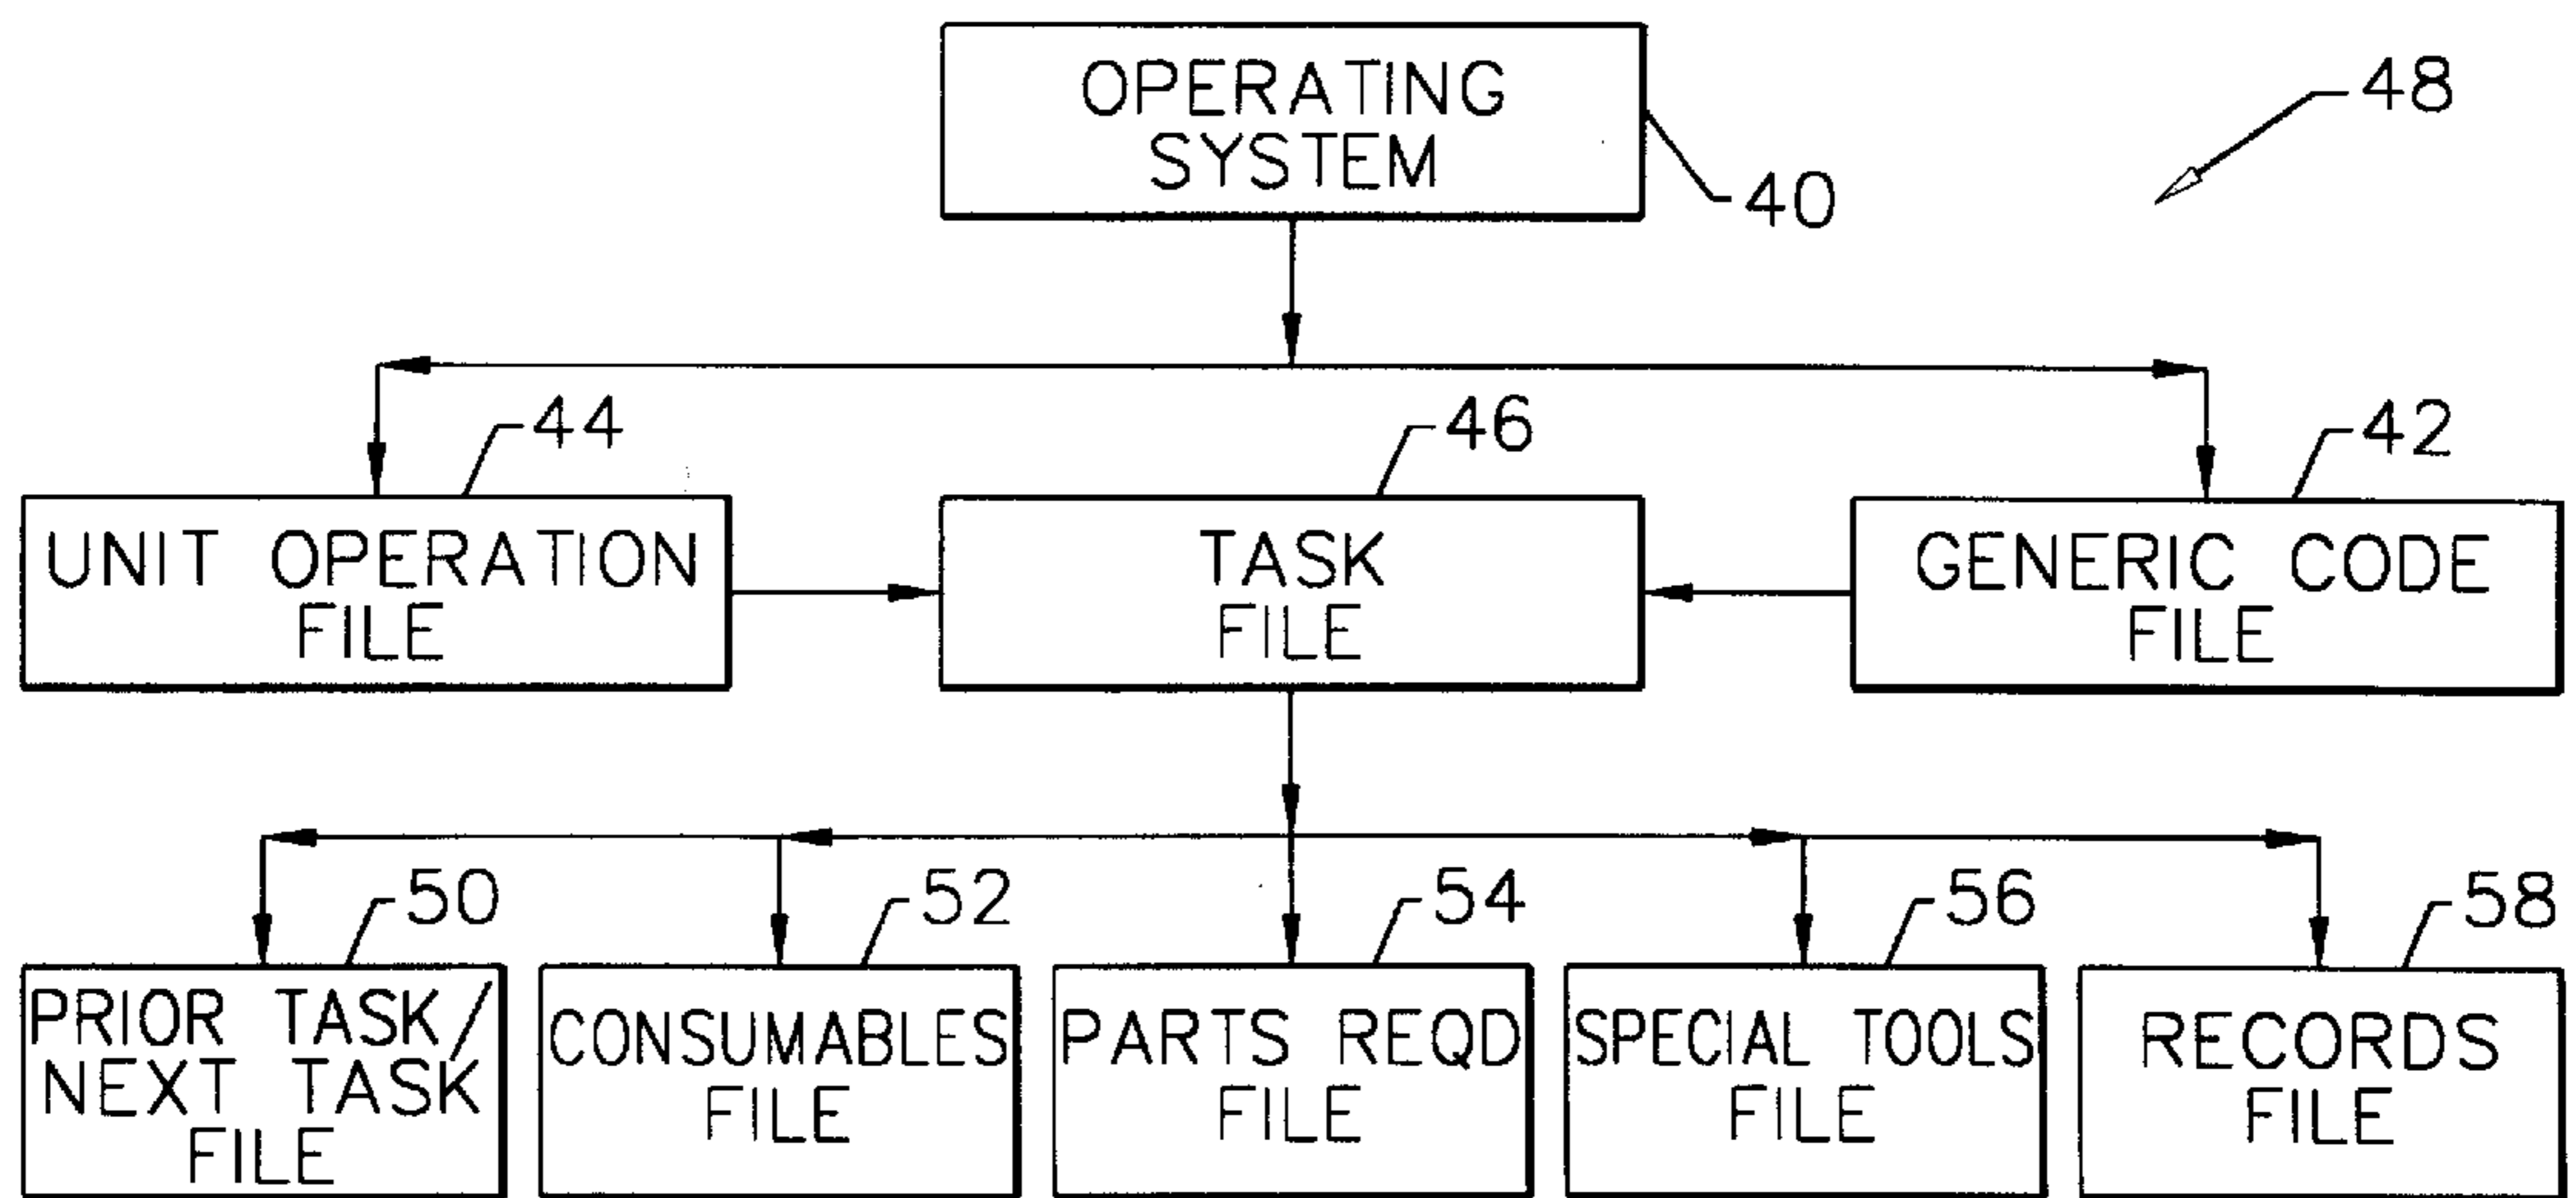 OPERATING
SYSTEM
48
40
44
46
42
UNIT OPERATION
FILE
TASK
FILE
GENERIC CODE
FILE
50
52
54
56
58
PRIOR TASK/
NEXT TASK
FILE
CONSUMABLES
FILE
PARTS REQD
FILE
SPECIAL TOOLS
FILE
RECORDS
FILE